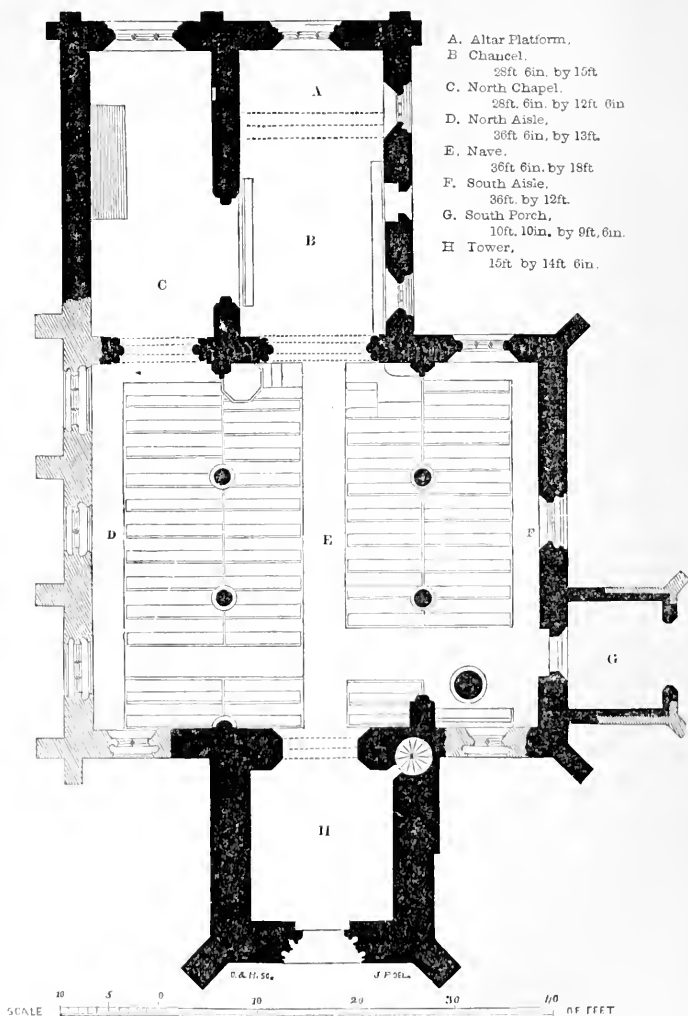 A. Altar Platform,
B Chancel.
28ft 6in. by 15ft
C. North Chapel.
28ft. 6in. by 12ft 6in
D. North Aisle,
36ft 6in, by 13ft.
E, Nave.
36ft 6in. by 18ft
F. South Aisle,
36ft. by 12ft.
G. South Porch,
10ft. 10in. by 9ft, 6in.
H Tower,
15ft by 14ft 6in.
A
B
C
D
E
F
G
H
J P DEL.
10 5 0 10 20 30 40
SCALE OF FEET